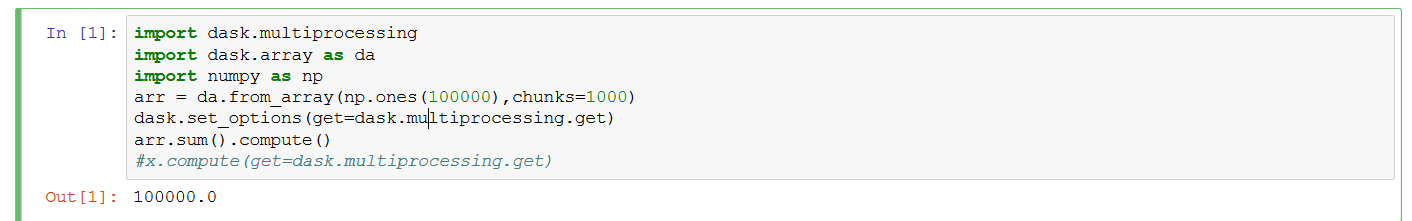 In [1]: import dask.multiprocessing
import dask.array as da
import numpy as np
arr = da.from_array(np.ones(100000),chunks=1000)
dask.set_options(get=dask.multiprocessing.get)
arr.sum().compute()
#x.compute(get=dask.multiprocessing.get)
Out[1]: 100000.0